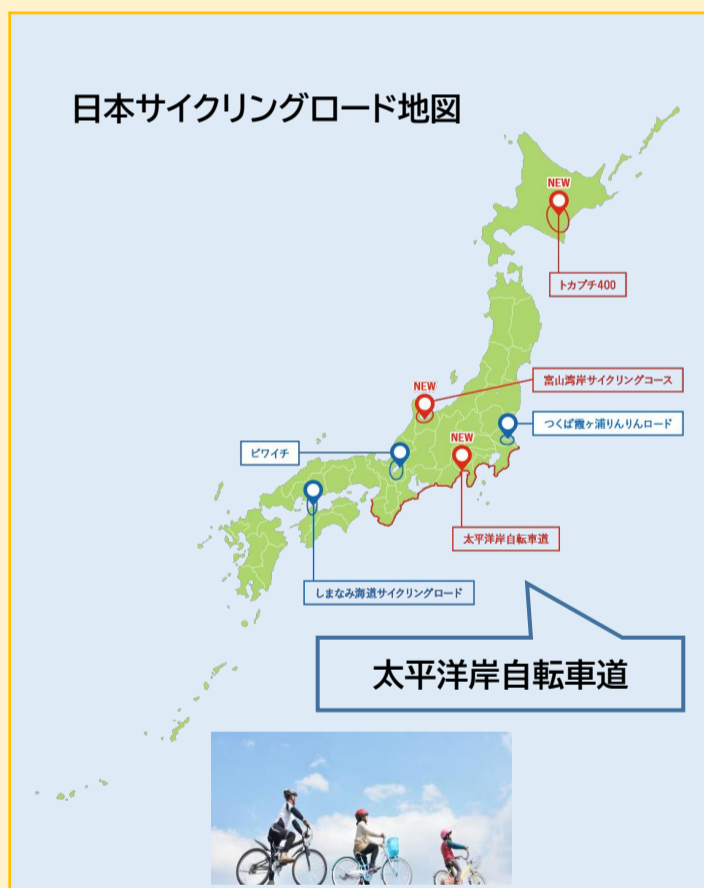 日本サイクリングロード地図
NEW
トカプチ400
NEW
富山湾岸サイクリングコース
つくば霞ヶ浦りんりんロード
NEW
ビワイチ
太平洋岸自転車道
しまなみ海道サイクリングロード
太平洋岸自転車道